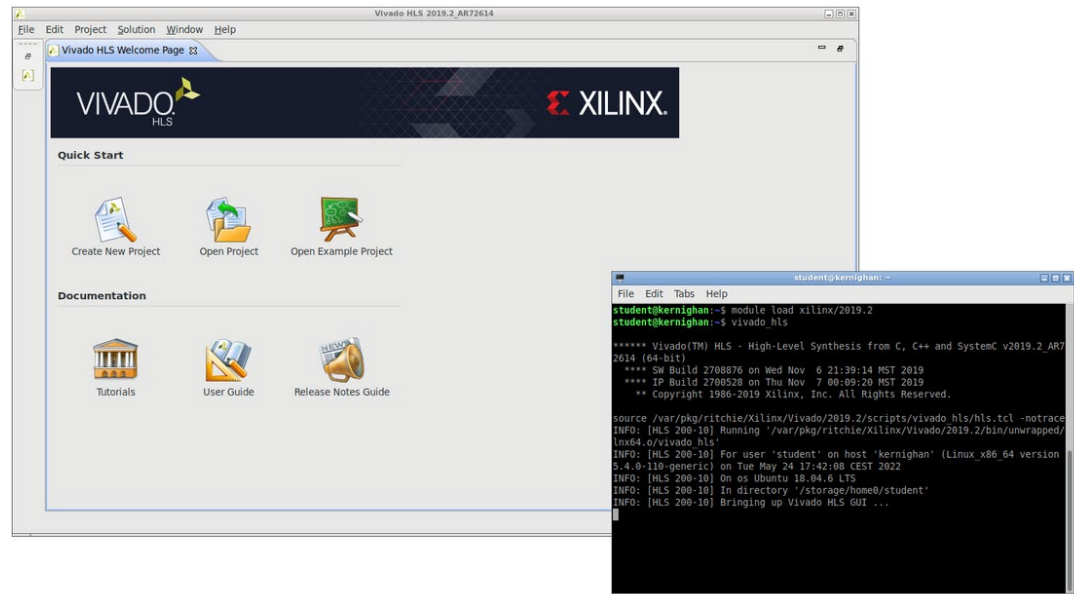 Vivado HLS 2019.2_AR72614
File Edit Project Solution Window Help
Vivado HLS Welcome Page
VIVADO.
HLS
XILINX.
Quick Start
Create New Project Open Project Open Example Project
Documentation
NEWS
Tutorials User Guide Release Notes Guide
student@kernighan: ~
File Edit Tabs Help
student@kernighan:~$ module load xilinx/2019.2
student@kernighan:~$ vivado_hls
****** Vivado(TM) HLS - High-Level Synthesis from C, C++ and SystemC v2019.2_AR7
2614 (64-bit)
**** SW Build 2708876 on Wed Nov  6 21:39:14 MST 2019
**** IP Build 2700528 on Thu Nov  7 00:09:20 MST 2019
** Copyright 1986-2019 Xilinx, Inc. All Rights Reserved.
source /var/pkg/ritchie/Xilinx/Vivado/2019.2/scripts/vivado_hls/hls.tcl -notrace
INFO: [HLS 200-10] Running '/var/pkg/ritchie/Xilinx/Vivado/2019.2/bin/unwrapped/
lnx64.o/vivado_hls'
INFO: [HLS 200-10] For user 'student' on host 'kernighan' (Linux_x86_64 version
5.4.0-110-generic) on Tue May 24 17:42:08 CEST 2022
INFO: [HLS 200-10] On os Ubuntu 18.04.6 LTS
INFO: [HLS 200-10] In directory '/storage/home0/student'
INFO: [HLS 200-10] Bringing up Vivado HLS GUI ...